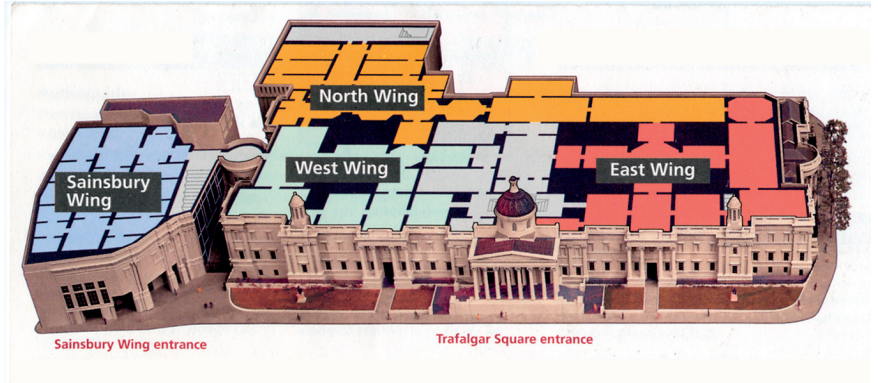 North Wing
West Wing
East Wing
Sainsbury
Wing
Sainsbury Wing entrance
Trafalgar Square entrance